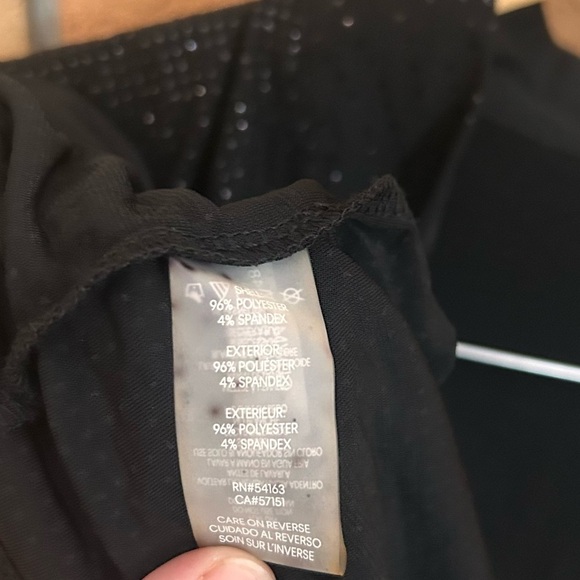 96% POLYESTER
4% SPANDEX
EXTERIOR:
96% POLIÉSTER
4% SPANDEX
EXTERIEUR:
96% POLYESTER
4% SPANDEX
RN#54163
CA#57151
CARE ON REVERSE
CUIDADO AL REVERSO
SOIN SUR L'INVERSE